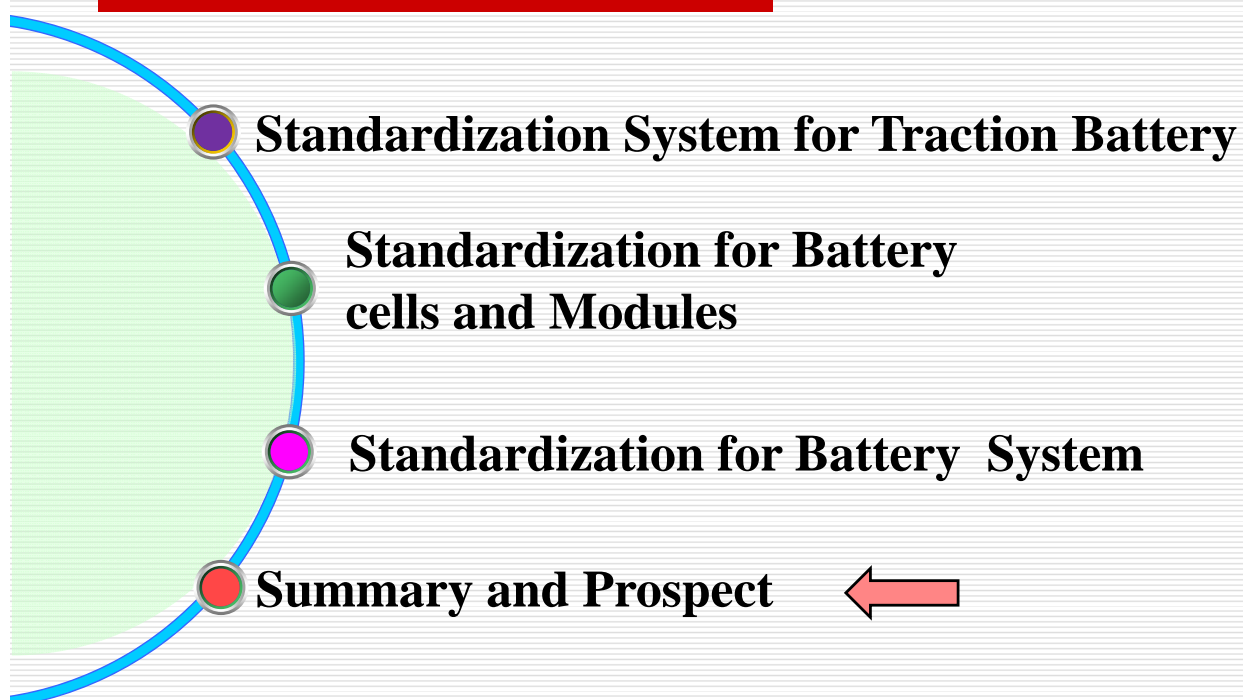 Standardization System for Traction Battery
Standardization for Battery
cells and Modules
Standardization for Battery  System
Summary and Prospect